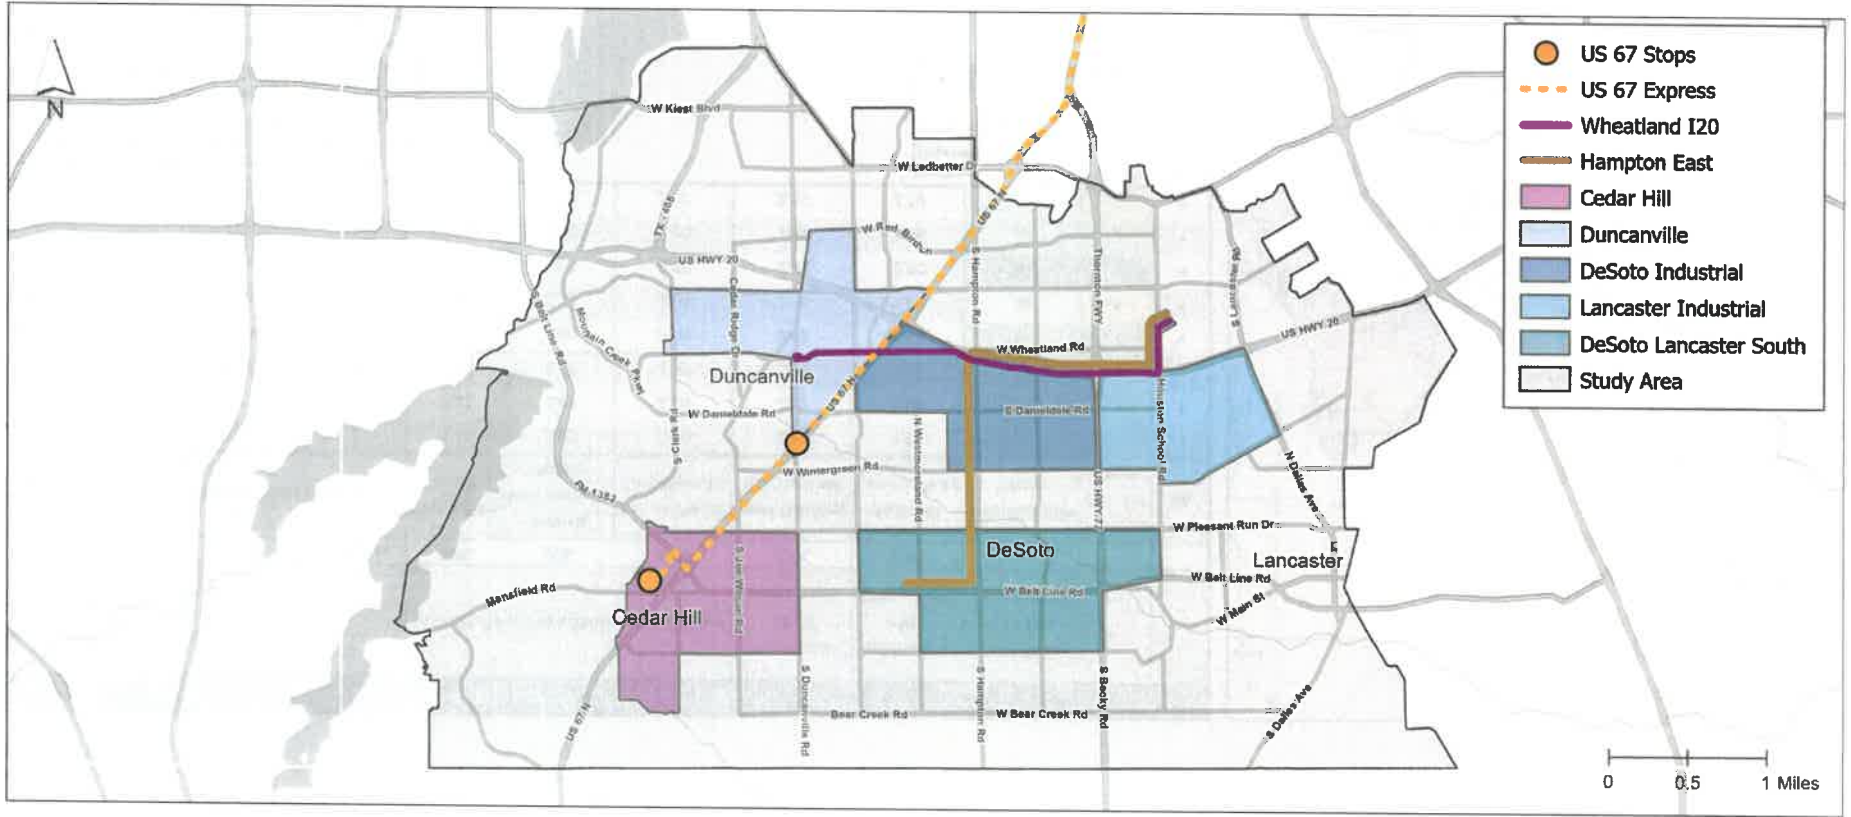 US 67 Stops
US 67 Express
Wheatland I20
Hampton East
Cedar Hill
Duncanville
DeSoto Industrial
Lancaster Industrial
DeSoto Lancaster South
Study Area
N
W Kiest Blvd
W Ledbetter D
US 67 N
W Red Bird Ln
US HWY 20
Cedar Ridge Dr
S Hampton Rd
Thornton FWY
S Lancaster Rd
US HWY 20
S Belt Line Rd
Mountain Creek Pkwy
W Wheatland Rd
Duncanville
US 67 N
W Danieldale Rd
E Danieldale Rd
S Clark Rd
N Westmoreland Rd
Houston School Rd
W Wintergreen Rd
US HWY 77
N Dallas Ave
FM 1382
W Pleasant Run Dr
DeSoto
Lancaster
S Joe Wilson Rd
Mansfield Rd
W Belt Line Rd
W Belt Line Rd
W Main St
Cedar Hill
US 67 N
S Duncanville Rd
S Hampton Rd
S Becky Rd
S Dallas Ave
Bear Creek Rd
W Bear Creek Rd
0 0.5 1 Miles